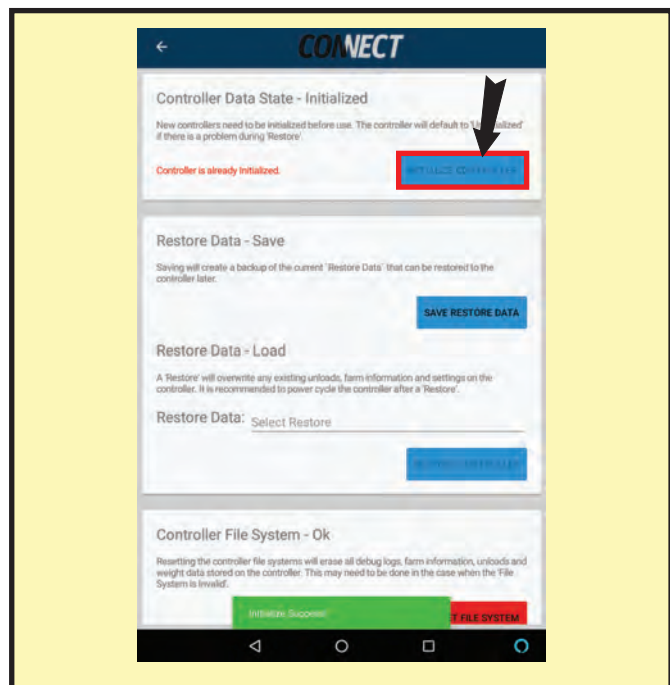 CONNECT
Controller Data State - Initialized
New controllers need to be initialized before use. The controller will default to 'Uninitialized'
if there is a problem during 'Restore'.
Controller is already Initialized.
INITIALIZE CONTROLLER
Restore Data - Save
Saving will create a backup of the current 'Restore Data' that can be restored to the
controller later.
SAVE RESTORE DATA
Restore Data - Load
A 'Restore' will overwrite any existing unloads, farm information and settings on the
controller. It is recommended to power cycle the controller after a 'Restore'.
Restore Data: Select Restore
Controller File System - Ok
Resetting the controller file systems will erase all debug logs, farm information, unloads and
weight data stored on the controller. This may need to be done in the case when the 'File
System is Invalid'.
Initialize Success!
T FILE SYSTEM